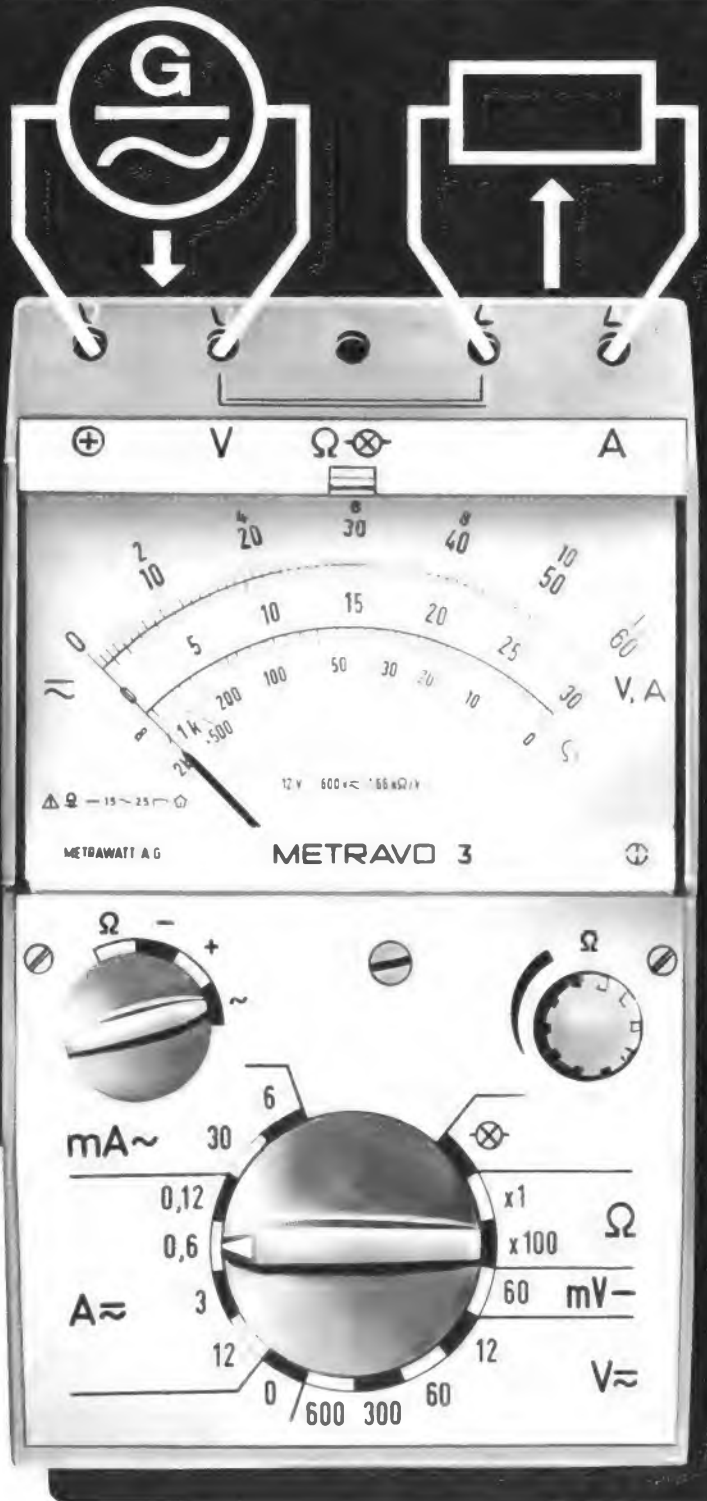 G
⊕ V Ω A
2 4 6 8 10
0 10 20 30 40 50 60
5 10 15 20 25 30
V, A
∞ 1k 500 200 100 50 30 20 10 0
12 V 600 V
METRAWATT AG METRAVO 3
Ω − + ~
Ω
6
30
mA~
0,12
0,6
3
12
A≂
0
600
300
60
12
V≂
60 mV−
x100
x1
Ω